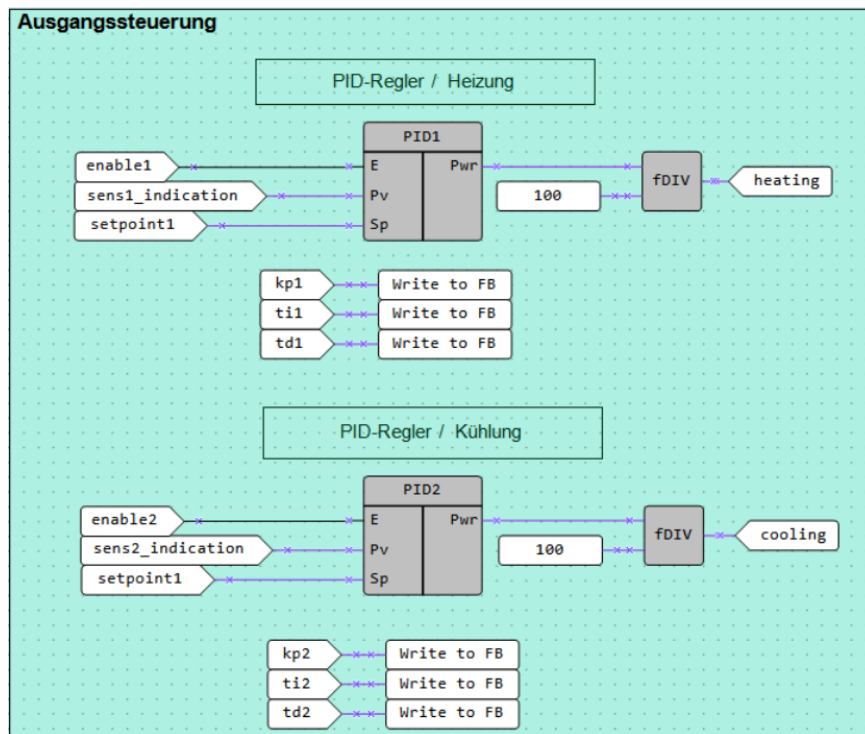 Ausgangssteuerung
PID-Regler / Heizung
PID1
enable1
E
Pwr
fDIV
heating
sens1_indication
Pv
100
setpoint1
Sp
kp1
Write to FB
ti1
Write to FB
td1
Write to FB
PID-Regler / Kühlung
PID2
enable2
E
Pwr
fDIV
cooling
sens2_indication
Pv
100
setpoint1
Sp
kp2
Write to FB
ti2
Write to FB
td2
Write to FB